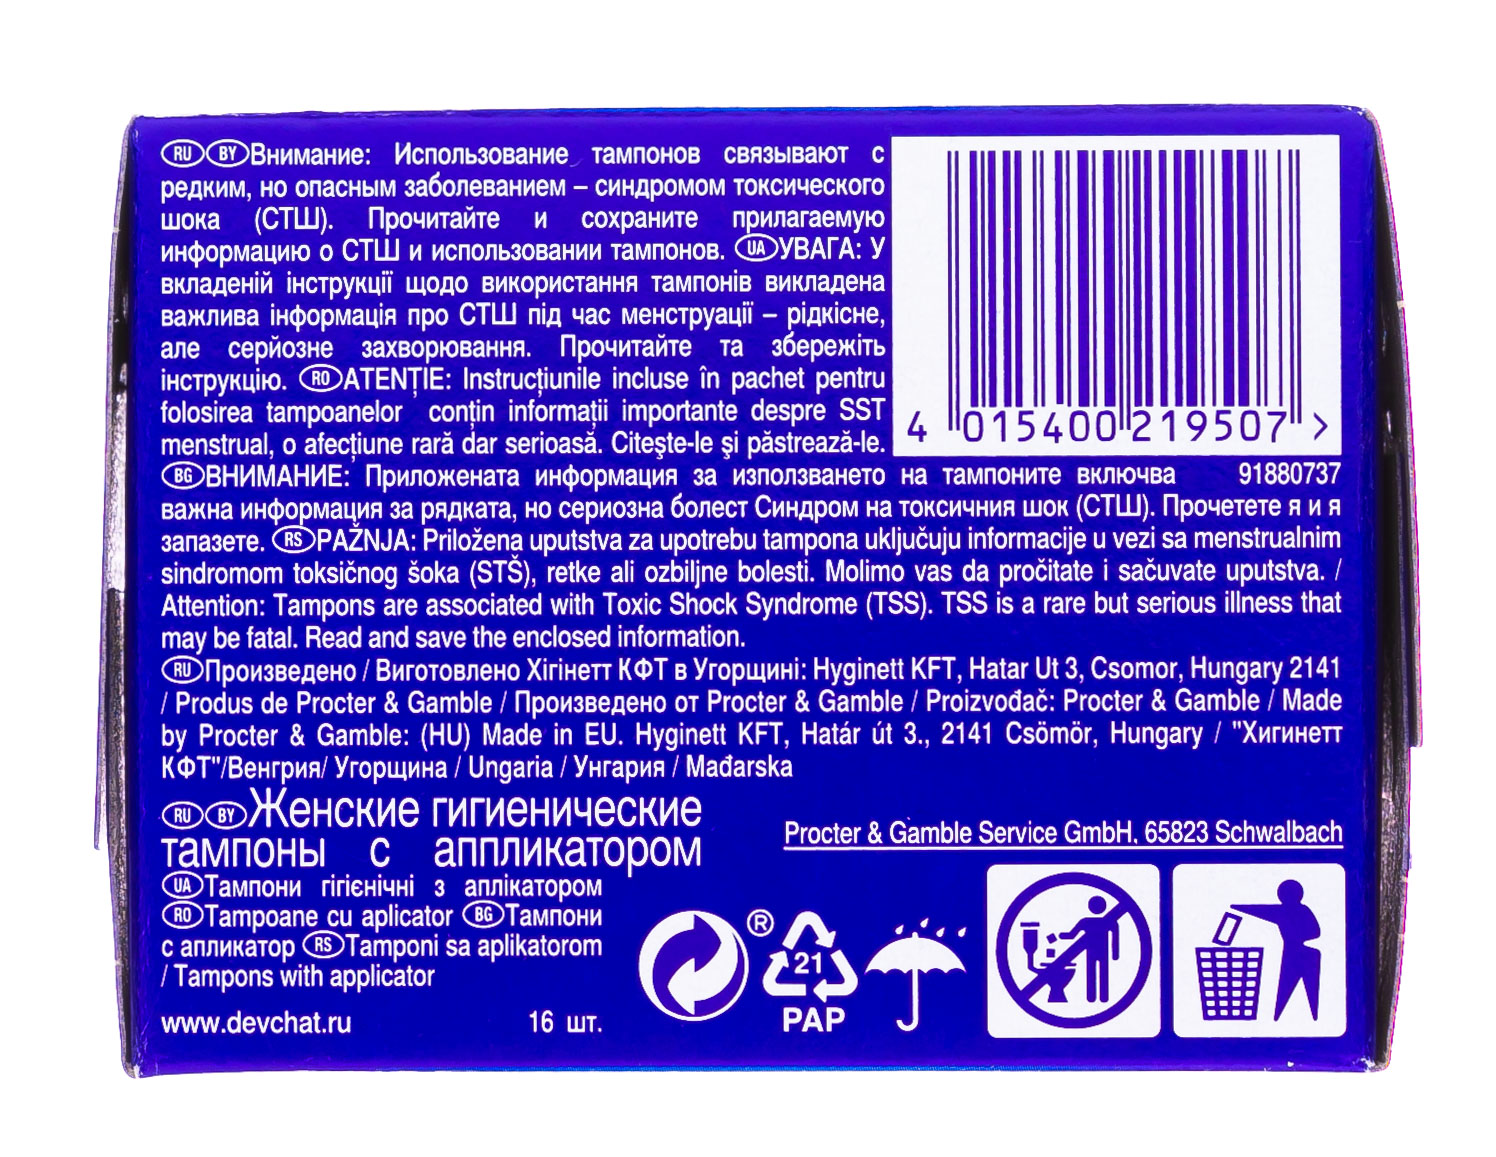 RU BY Внимание: Использование тампонов связывают с
редким, но опасным заболеванием – синдромом токсического
шока (СТШ). Прочитайте и сохраните прилагаемую
информацию о СТШ и использовании тампонов. UA УВАГА: У
вкладеній інструкції щодо використання тампонів викладена
важлива інформація про СТШ під час менструації – рідкісне,
але серйозне захворювання. Прочитайте та збережіть
інструкцію. RO ATENȚIE: Instrucțiunile incluse în pachet pentru
folosirea tampoanelor conțin informații importante despre SST
menstrual, o afecțiune rară dar serioasă. Citește-le și păstrează-le.
4 015400 219507 >
BG ВНИМАНИЕ: Приложената информация за използването на тампоните включва 91880737
важна информация за рядката, но сериозна болест Синдром на токсичния шок (СТШ). Прочетете я и я
запазете. RS PAŽNJA: Priložena uputstva za upotrebu tampona uključuju informacije u vezi sa menstrualnim
sindromom toksičnog šoka (STŠ), retke ali ozbiljne bolesti. Molimo vas da pročitate i sačuvate uputstva. /
Attention: Tampons are associated with Toxic Shock Syndrome (TSS). TSS is a rare but serious illness that
may be fatal. Read and save the enclosed information.
RU Произведено / Виготовлено Хігінетт КФТ в Угорщині: Hyginett KFT, Hatar Ut 3, Csomor, Hungary 2141
/ Produs de Procter & Gamble / Произведено от Procter & Gamble / Proizvođač: Procter & Gamble / Made
by Procter & Gamble: (HU) Made in EU. Hyginett KFT, Határ út 3., 2141 Csömör, Hungary / "Хигинетт
КФТ"/Венгрия/ Угорщина / Ungaria / Унгария / Mađarska
RU BY Женские гигиенические
тампоны с аппликатором
UA Тампони гігієнічні з аплікатором
RO Tampoane cu aplicator BG Тампони
с апликатор RS Tamponi sa aplikatorom
/ Tampons with applicator
www.devchat.ru 16 шт.
Procter & Gamble Service GmbH, 65823 Schwalbach
®
21
PAP